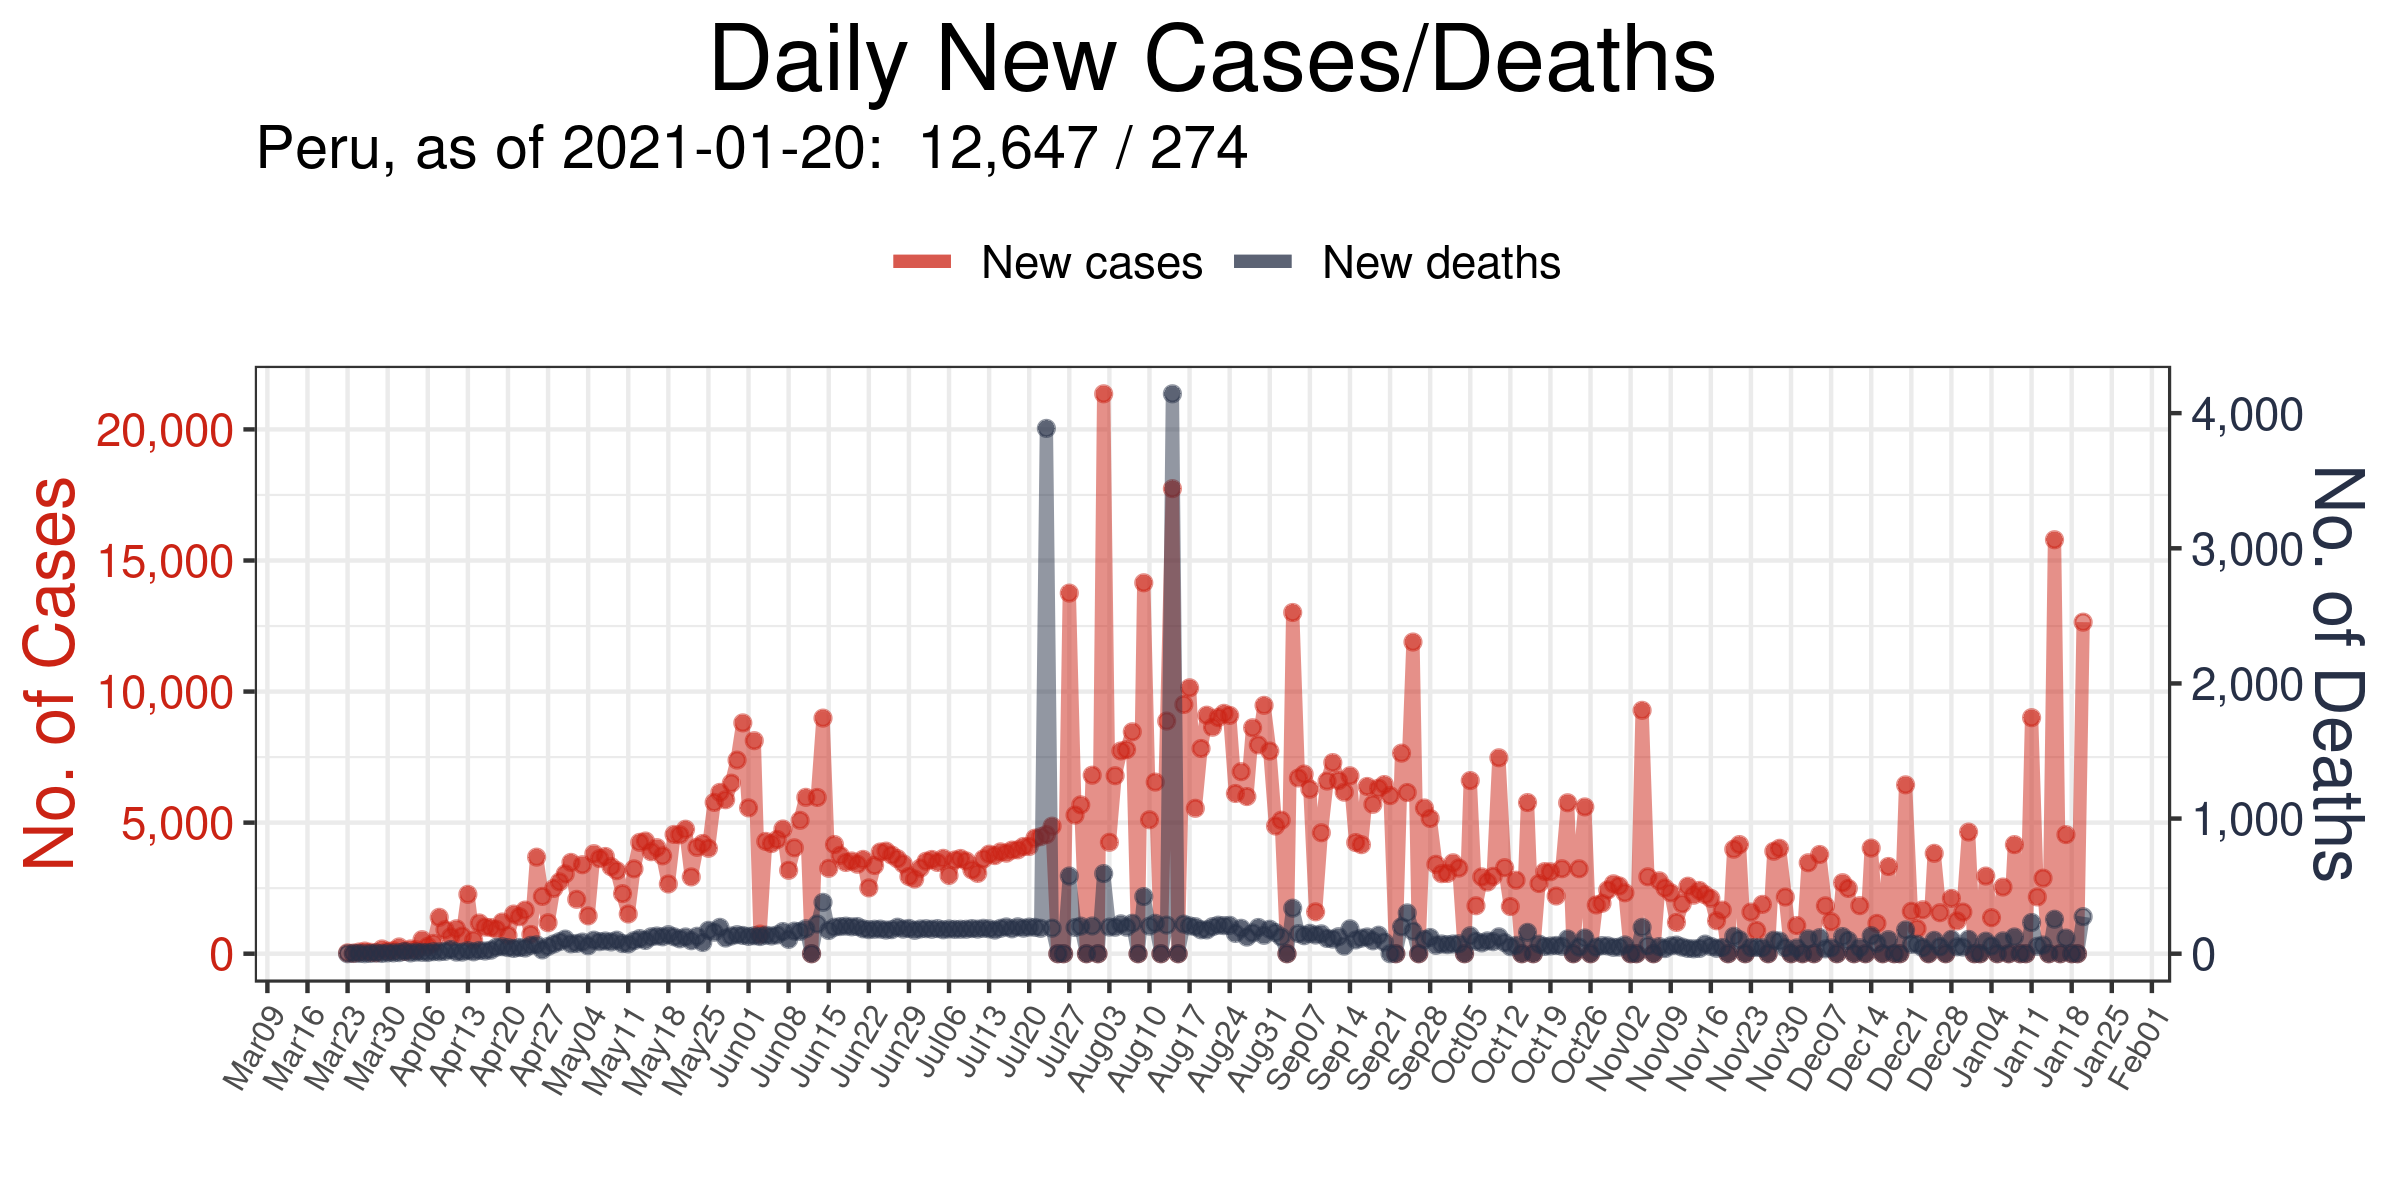 Daily New Cases/Deaths
Peru, as of 2021-01-20:  12,647 / 274
New cases New deaths
No. of Cases
20,000
15,000
10,000
5,000
0
4,000
3,000
2,000
1,000
0
No. of Deaths
Mar09 Mar16 Mar23 Mar30 Apr06 Apr13 Apr20 Apr27 May04 May11 May18 May25 Jun01 Jun08 Jun15 Jun22 Jun29 Jul06 Jul13 Jul20 Jul27 Aug03 Aug10 Aug17 Aug24 Aug31 Sep07 Sep14 Sep21 Sep28 Oct05 Oct12 Oct19 Oct26 Nov02 Nov09 Nov16 Nov23 Nov30 Dec07 Dec14 Dec21 Dec28 Jan04 Jan11 Jan18 Jan25 Feb01